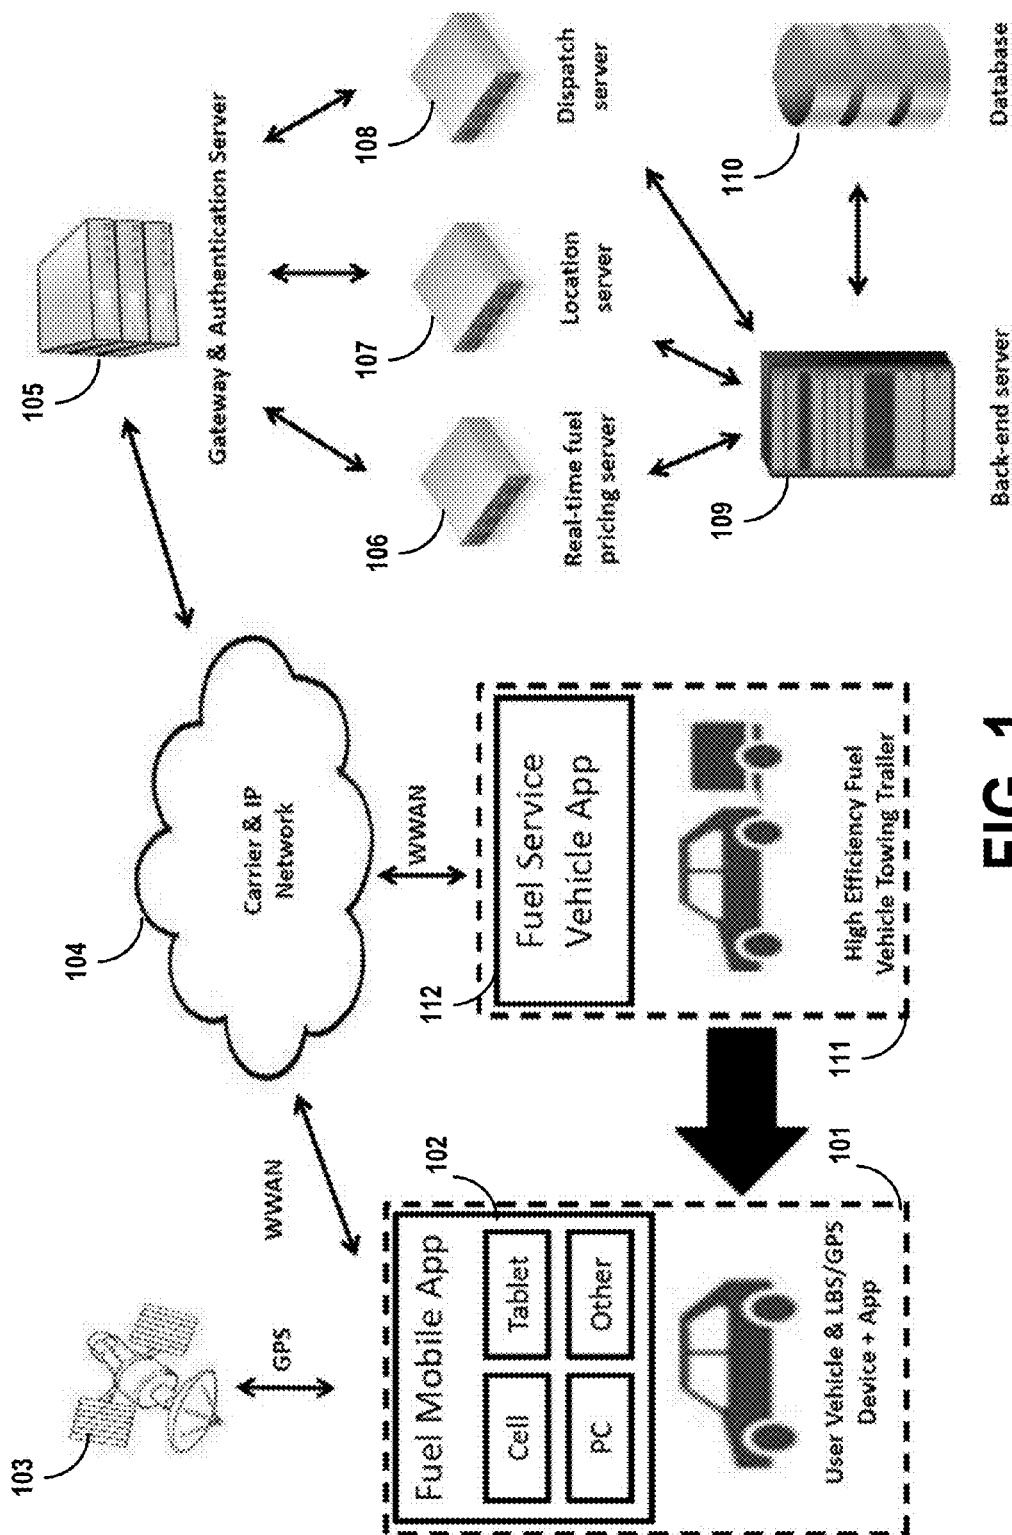 103
GPS
WWAN
104
Carrier & IP
Network
WWAN
105
Gateway & Authentication Server
102
Fuel Mobile App
Cell
Tablet
PC
Other
User Vehicle & LBS/GPS
Device + App
101
112
Fuel Service
Vehicle App
High Efficiency Fuel
Vehicle Towing Trailer
111
106
Real-time fuel
pricing server
107
Location
server
108
Dispatch
server
109
Back-end server
110
Database
FIG. 1